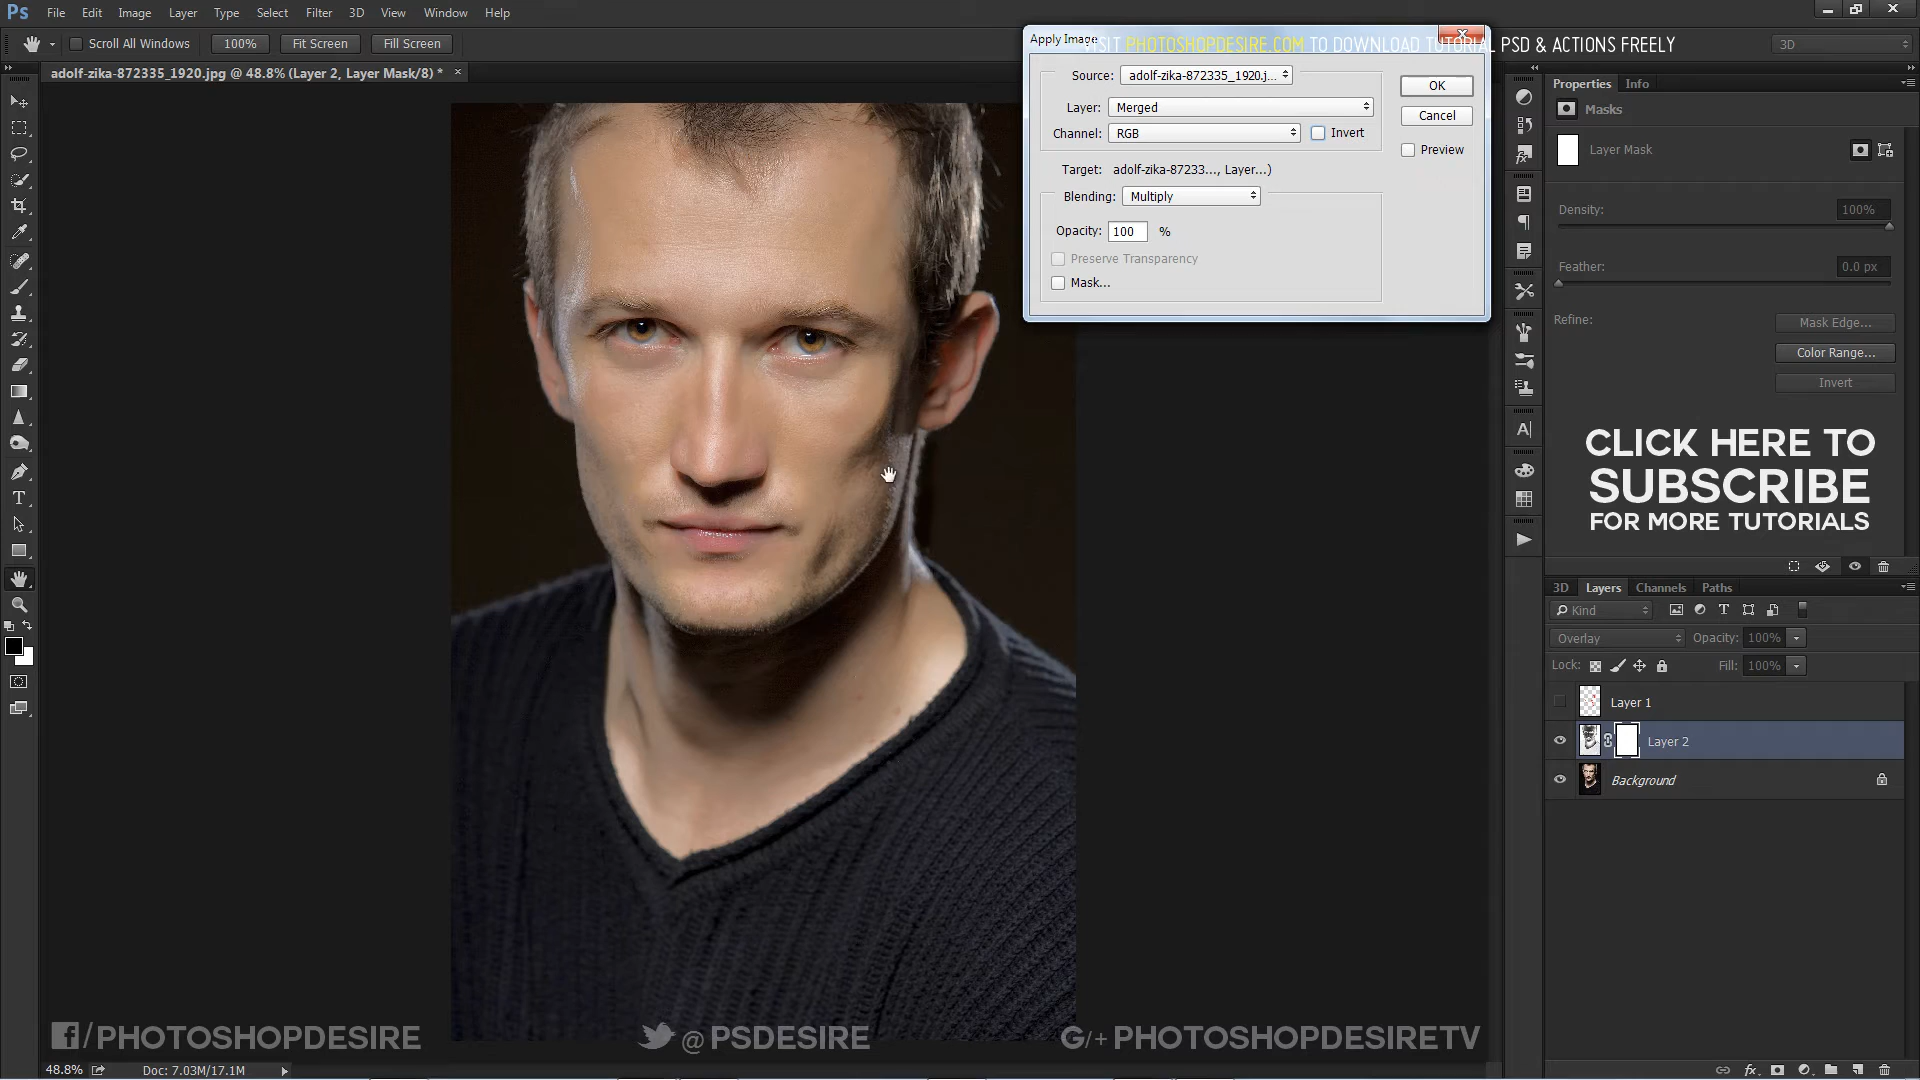 Ps File Edit Image Layer Type Select Filter 3D View Window Help
Scroll All Windows 100% Fit Screen Fill Screen
3D
adolf-zika-872335_1920.jpg @ 48.8% (Layer 2, Layer Mask/8) * ×
Apply Image
VISIT PHOTOSHOPDESIRE.COM TO DOWNLOAD TUTORIAL PSD & ACTIONS FREELY
Source: adolf-zika-872335_1920.j...
OK
Layer: Merged
Cancel
Channel: RGB Invert
Preview
Target: adolf-zika-87233..., Layer...)
Blending: Multiply
Opacity: 100 %
Preserve Transparency
Mask...
Properties Info
Masks
Layer Mask
Density: 100%
Feather: 0.0 px
Refine: Mask Edge...
Color Range...
Invert
CLICK HERE TO
SUBSCRIBE
FOR MORE TUTORIALS
3D Layers Channels Paths
Kind
Overlay Opacity: 100%
Lock: Fill: 100%
Layer 1
Layer 2
Background
f/PHOTOSHOPDESIRE
@PSDESIRE
G/+PHOTOSHOPDESIRETV
48.8% Doc: 7.03M/17.1M